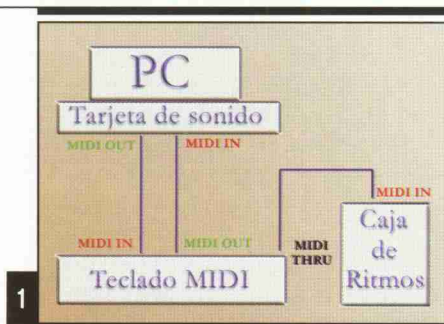 PC
Tarjeta de sonido
MIDI OUT MIDI IN
MIDI IN
MIDI IN MIDI OUT MIDI
THRU
Teclado MIDI
Caja
de
Ritmos
1